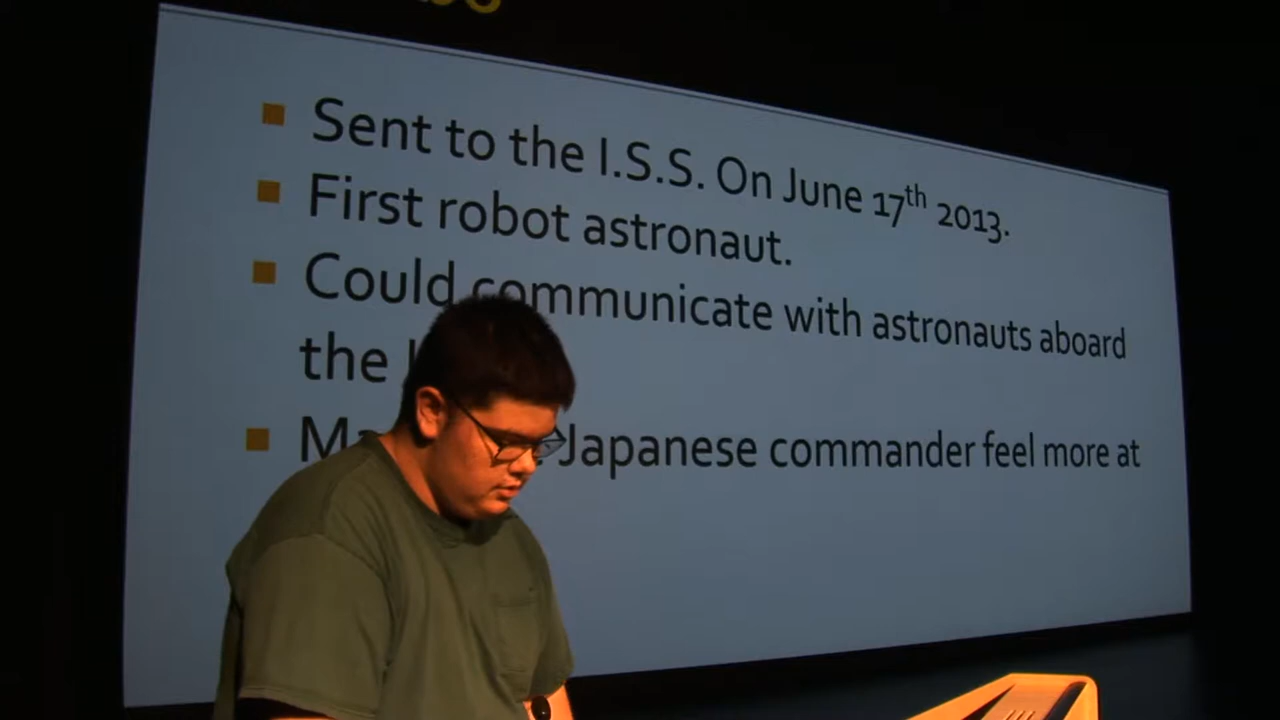 Sent to the I.S.S. On June 17th 2013.
First robot astronaut.
Could communicate with astronauts aboard
the
Japanese commander feel more at